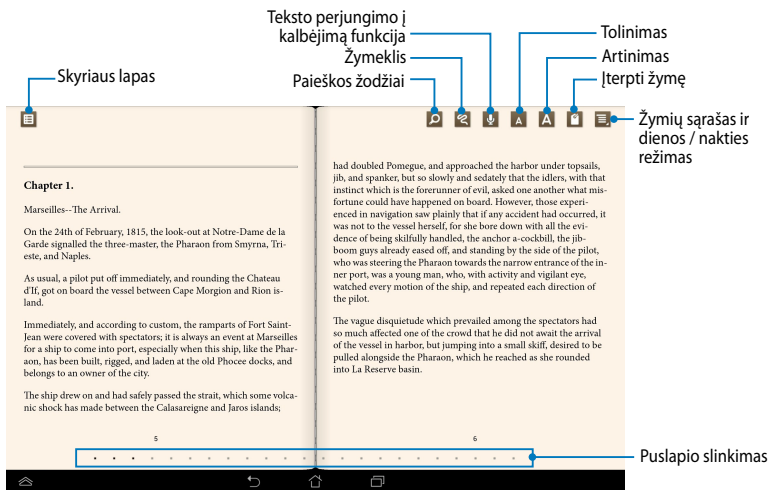 Teksto perjungimo į
kalbėjimą funkcija
Žymeklis
Paieškos žodžiai
Skyriaus lapas
Tolinimas
Artinimas
Įterpti žymę
Žymių sąrašas ir
dienos / nakties
režimas
A
A
Chapter 1.
Marseilles--The Arrival.
On the 24th of February, 1815, the look-out at Notre-Dame de la
Garde signalled the three-master, the Pharaon from Smyrna, Tri-
este, and Naples.
As usual, a pilot put off immediately, and rounding the Chateau
d'If, got on board the vessel between Cape Morgion and Rion is-
land.
Immediately, and according to custom, the ramparts of Fort Saint-
Jean were covered with spectators; it is always an event at Marseilles
for a ship to come into port, especially when this ship, like the Phar-
aon, has been built, rigged, and laden at the old Phocee docks, and
belongs to an owner of the city.
The ship drew on and had safely passed the strait, which some volca-
nic shock has made between the Calasareigne and Jaros islands;
5
had doubled Pomegue, and approached the harbor under topsails,
jib, and spanker, but so slowly and sedately that the idlers, with that
instinct which is the forerunner of evil, asked one another what mis-
fortune could have happened on board. However, those experi-
enced in navigation saw plainly that if any accident had occurred, it
was not to the vessel herself, for she bore down with all the evi-
dence of being skilfully handled, the anchor a-cockbill, the jib-
boom guys already eased off, and standing by the side of the pilot,
who was steering the Pharaon towards the narrow entrance of the in-
ner port, was a young man, who, with activity and vigilant eye,
watched every motion of the ship, and repeated each direction of
the pilot.
The vague disquietude which prevailed among the spectators had
so much affected one of the crowd that he did not await the arrival
of the vessel in harbor, but jumping into a small skiff, desired to be
pulled alongside the Pharaon, which he reached as she rounded
into La Reserve basin.
6
Puslapio slinkimas